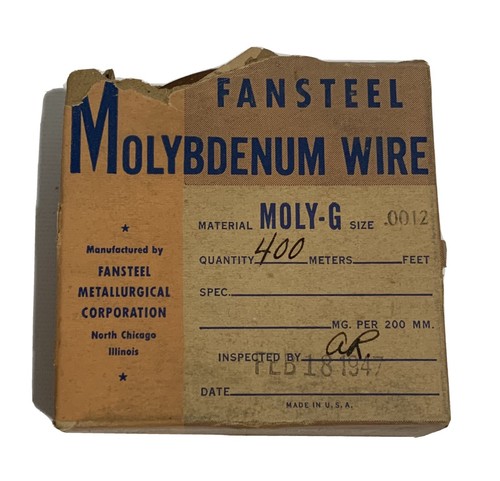 FANSTEEL
MOLYBDENUM WIRE
MATERIAL MOLY-G SIZE .0012
QUANTITY 400 METERS FEET
SPEC.
MG. PER 200 MM.
INSPECTED BY AR.
FEB 18 1947
DATE
MADE IN U.S.A.
Manufactured by
FANSTEEL
METALLURGICAL
CORPORATION
North Chicago
Illinois